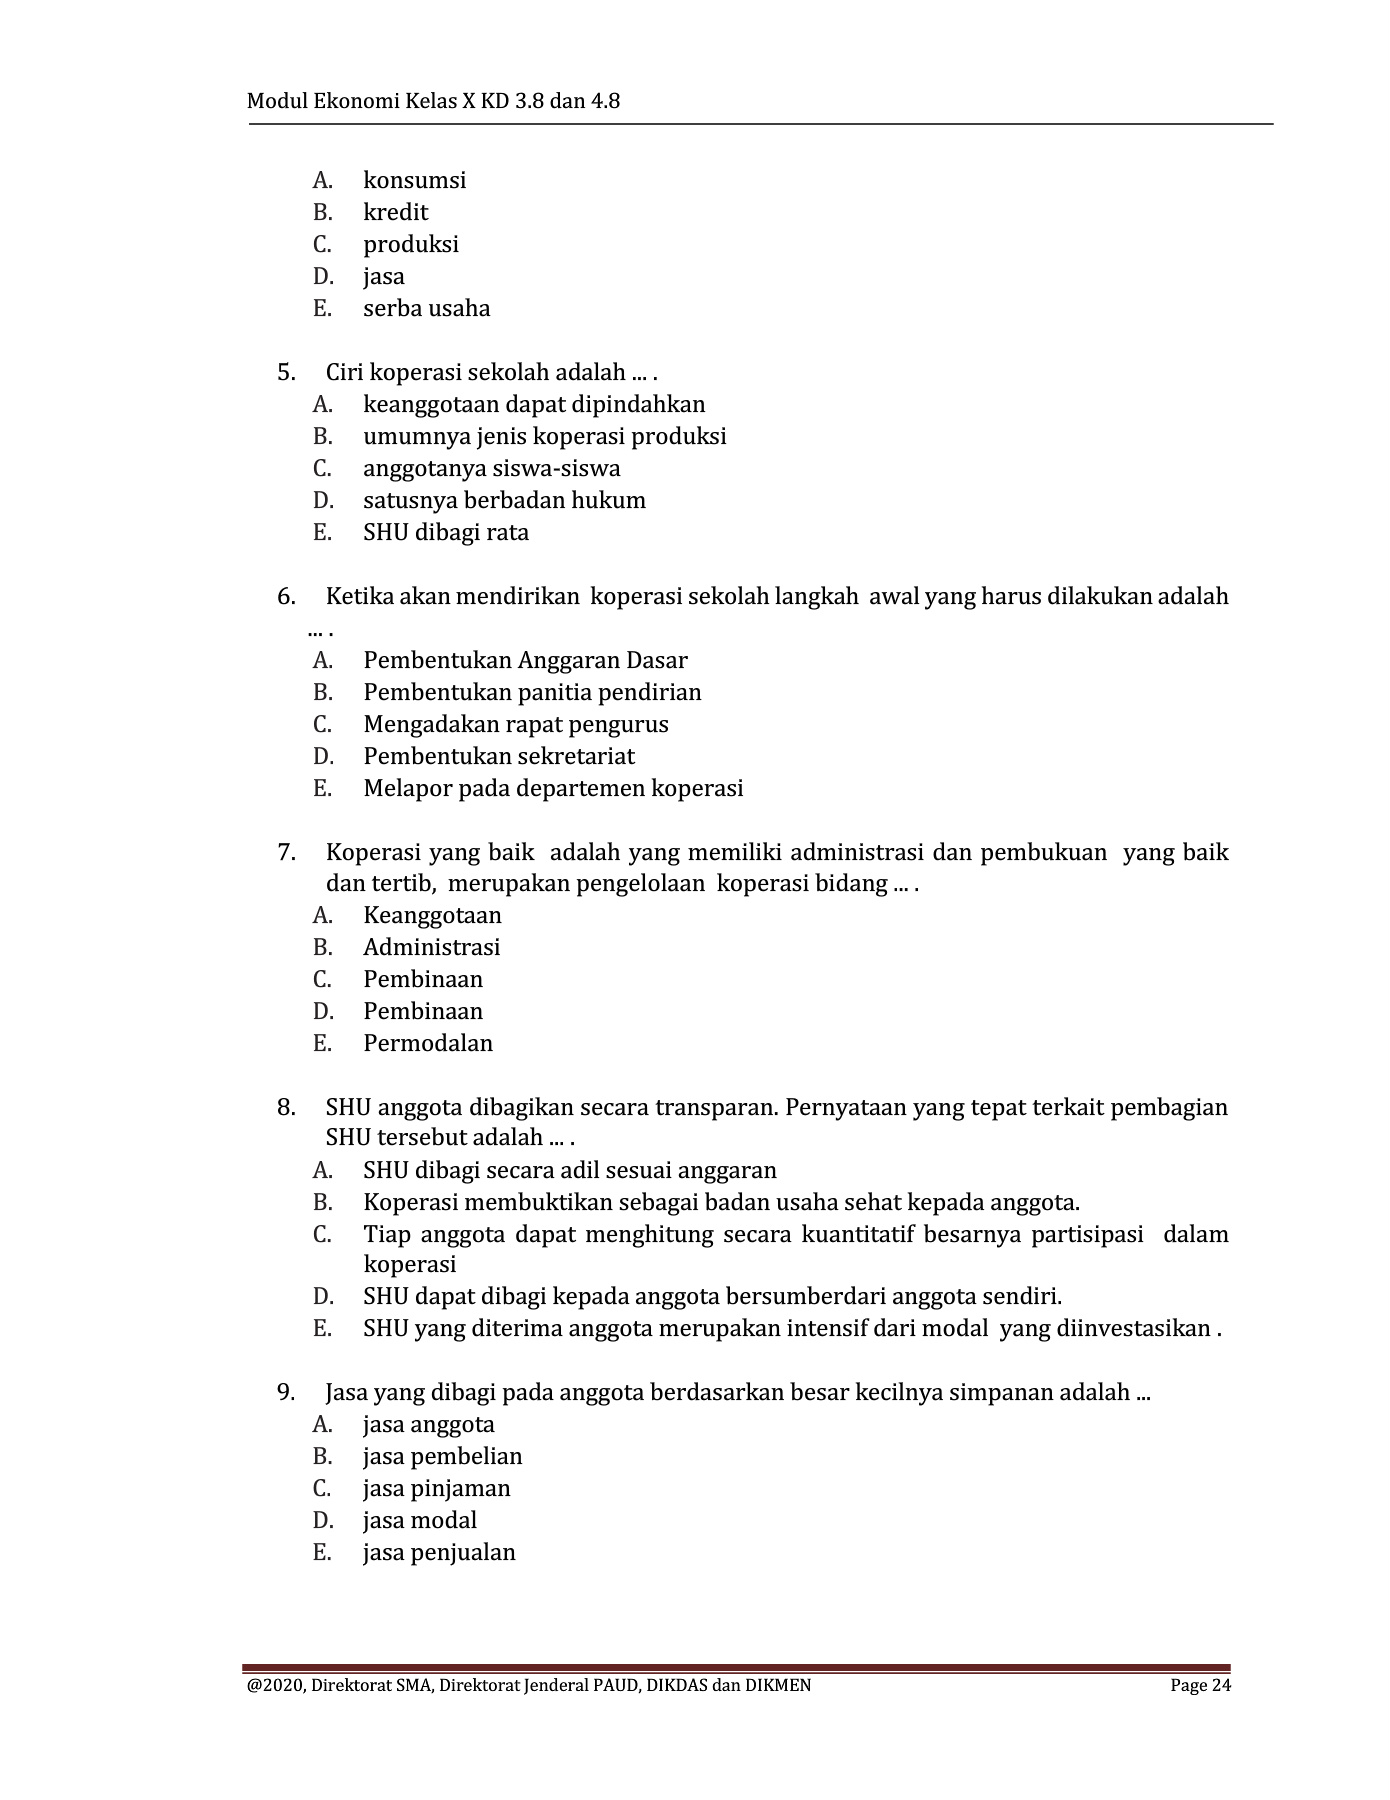 Modul Ekonomi Kelas X KD 3.8 dan 4.8
A. konsumsi
B. kredit
C. produksi
D. jasa
E. serba usaha
5. Ciri koperasi sekolah adalah ... .
A. keanggotaan dapat dipindahkan
B. umumnya jenis koperasi produksi
C. anggotanya siswa-siswa
D. satusnya berbadan hukum
E. SHU dibagi rata
6. Ketika akan mendirikan koperasi sekolah langkah awal yang harus dilakukan adalah
... .
A. Pembentukan Anggaran Dasar
B. Pembentukan panitia pendirian
C. Mengadakan rapat pengurus
D. Pembentukan sekretariat
E. Melapor pada departemen koperasi
7. Koperasi yang baik adalah yang memiliki administrasi dan pembukuan yang baik
dan tertib, merupakan pengelolaan koperasi bidang ... .
A. Keanggotaan
B. Administrasi
C. Pembinaan
D. Pembinaan
E. Permodalan
8. SHU anggota dibagikan secara transparan. Pernyataan yang tepat terkait pembagian
SHU tersebut adalah ... .
A. SHU dibagi secara adil sesuai anggaran
B. Koperasi membuktikan sebagai badan usaha sehat kepada anggota.
C. Tiap anggota dapat menghitung secara kuantitatif besarnya partisipasi dalam
koperasi
D. SHU dapat dibagi kepada anggota bersumberdari anggota sendiri.
E. SHU yang diterima anggota merupakan intensif dari modal yang diinvestasikan .
9. Jasa yang dibagi pada anggota berdasarkan besar kecilnya simpanan adalah ...
A. jasa anggota
B. jasa pembelian
C. jasa pinjaman
D. jasa modal
E. jasa penjualan
@2020, Direktorat SMA, Direktorat Jenderal PAUD, DIKDAS dan DIKMEN Page 24